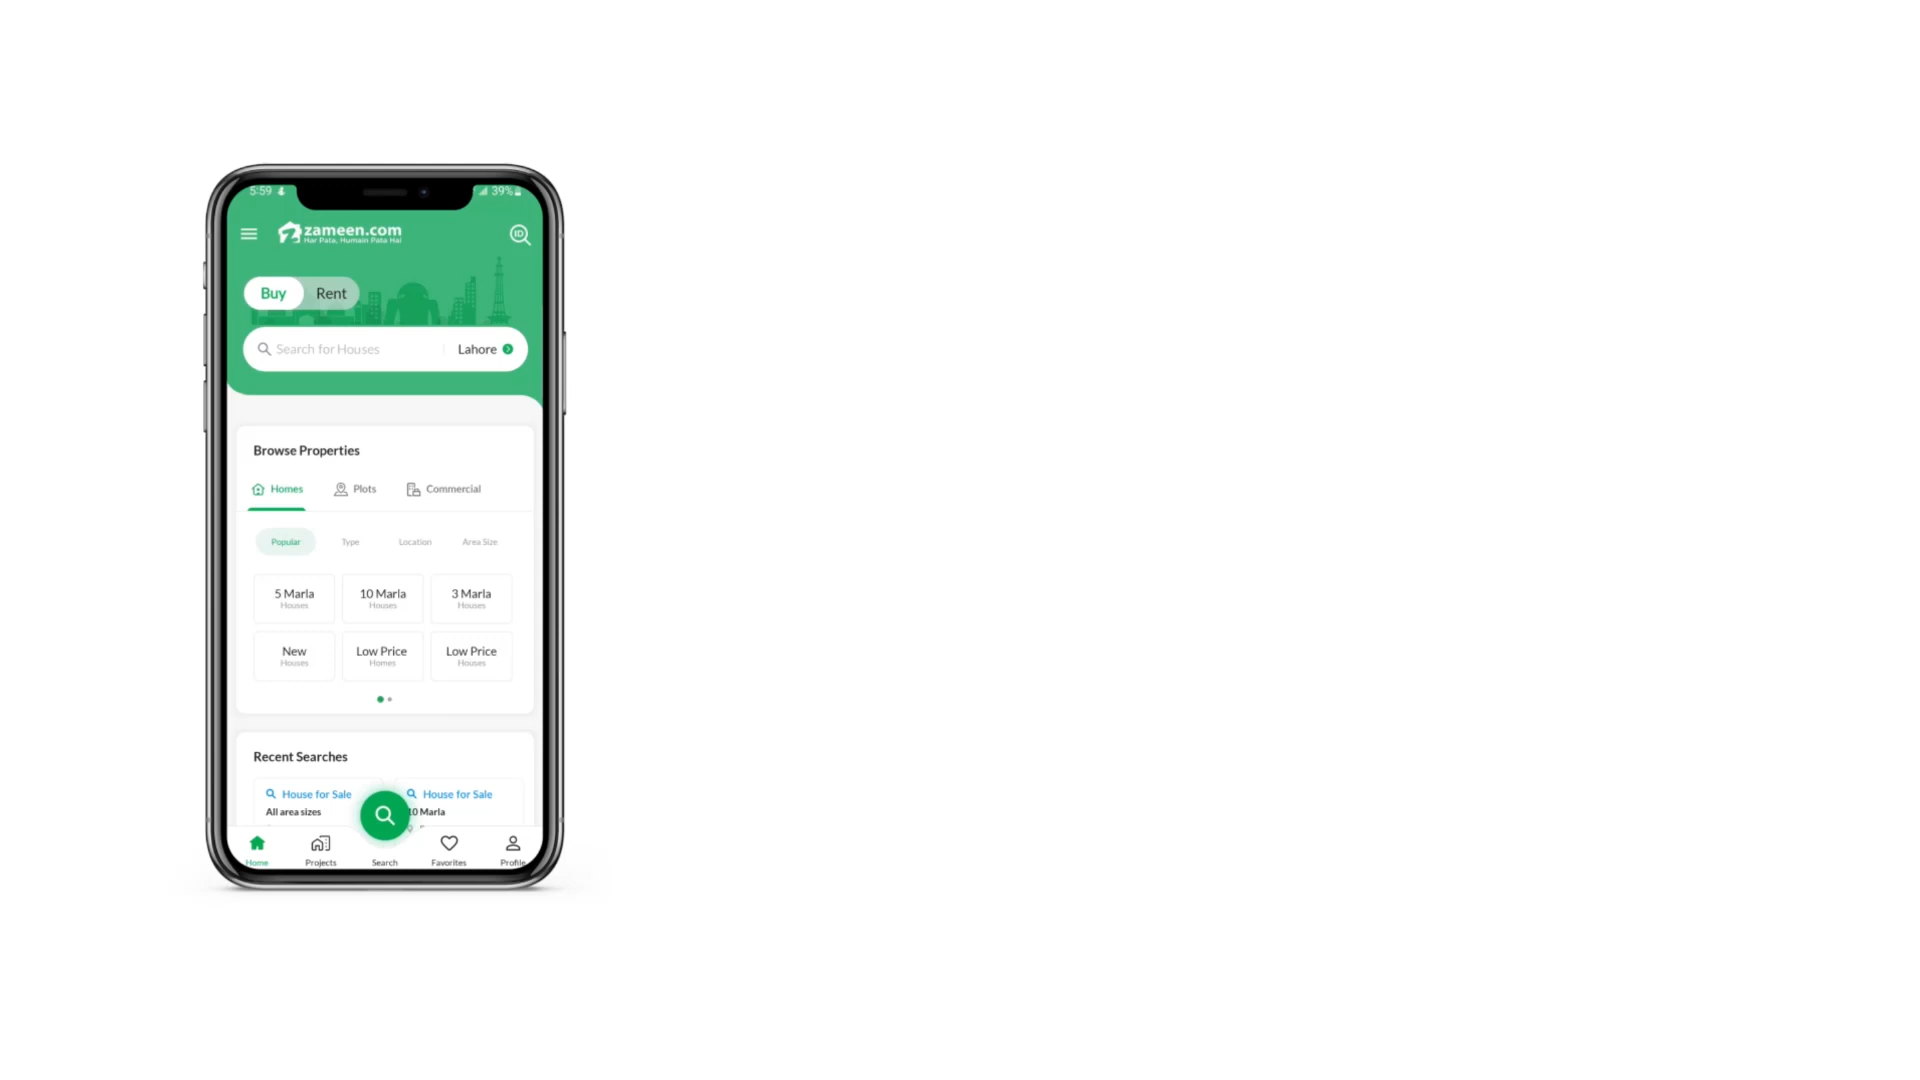 5:59 39%
zameen.com
Har Pata, Humain Pata Hai
ID
Buy Rent
Search for Houses Lahore
Browse Properties
Homes Plots Commercial
Popular Type Location Area Size
5 Marla 10 Marla 3 Marla
Houses Houses Houses
New Low Price Low Price
Houses Homes Houses
Recent Searches
House for Sale House for Sale
All area sizes 10 Marla
Home Projects Search Favorites Profile